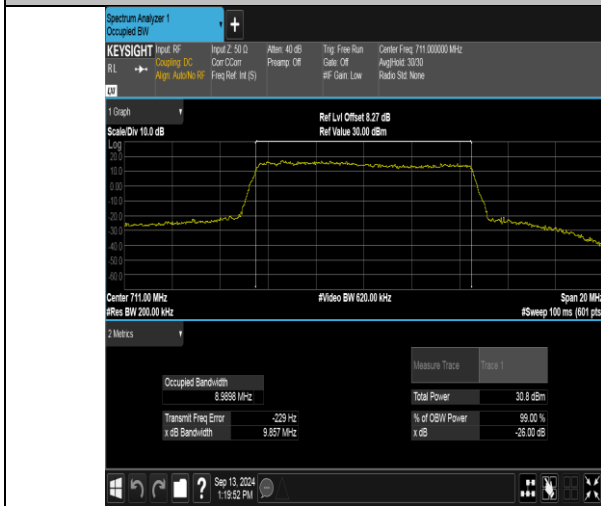 Spectrum Analyzer 1
Occupied BW
+
KEYSIGHT Input: RF Input Z: 50 Ω Atten: 40 dB Trig: Free Run Center Freq: 711.000000 MHz
RL Coupling: DC Corr CCorr Preamp: Off Gate: Off Avg|Hold: 30/30
Align: Auto/No RF Freq Ref: Int (S) #IF Gain: Low Radio Std: None
1 Graph
Ref Lvl Offset 8.27 dB
Scale/Div 10.0 dB Ref Value 30.00 dBm
Log
20.0
10.0
0.00
-10.0
-20.0
-30.0
-40.0
-50.0
-60.0
Center 711.00 MHz #Video BW 620.00 kHz Span 20 MHz
#Res BW 200.00 kHz #Sweep 100 ms (601 pts
2 Metrics
Measure Trace Trace 1
Occupied Bandwidth
8.9898 MHz Total Power 30.8 dBm
Transmit Freq Error -229 Hz % of OBW Power 99.00 %
x dB Bandwidth 9.857 MHz x dB -26.00 dB
? Sep 13, 2024
1:19:52 PM